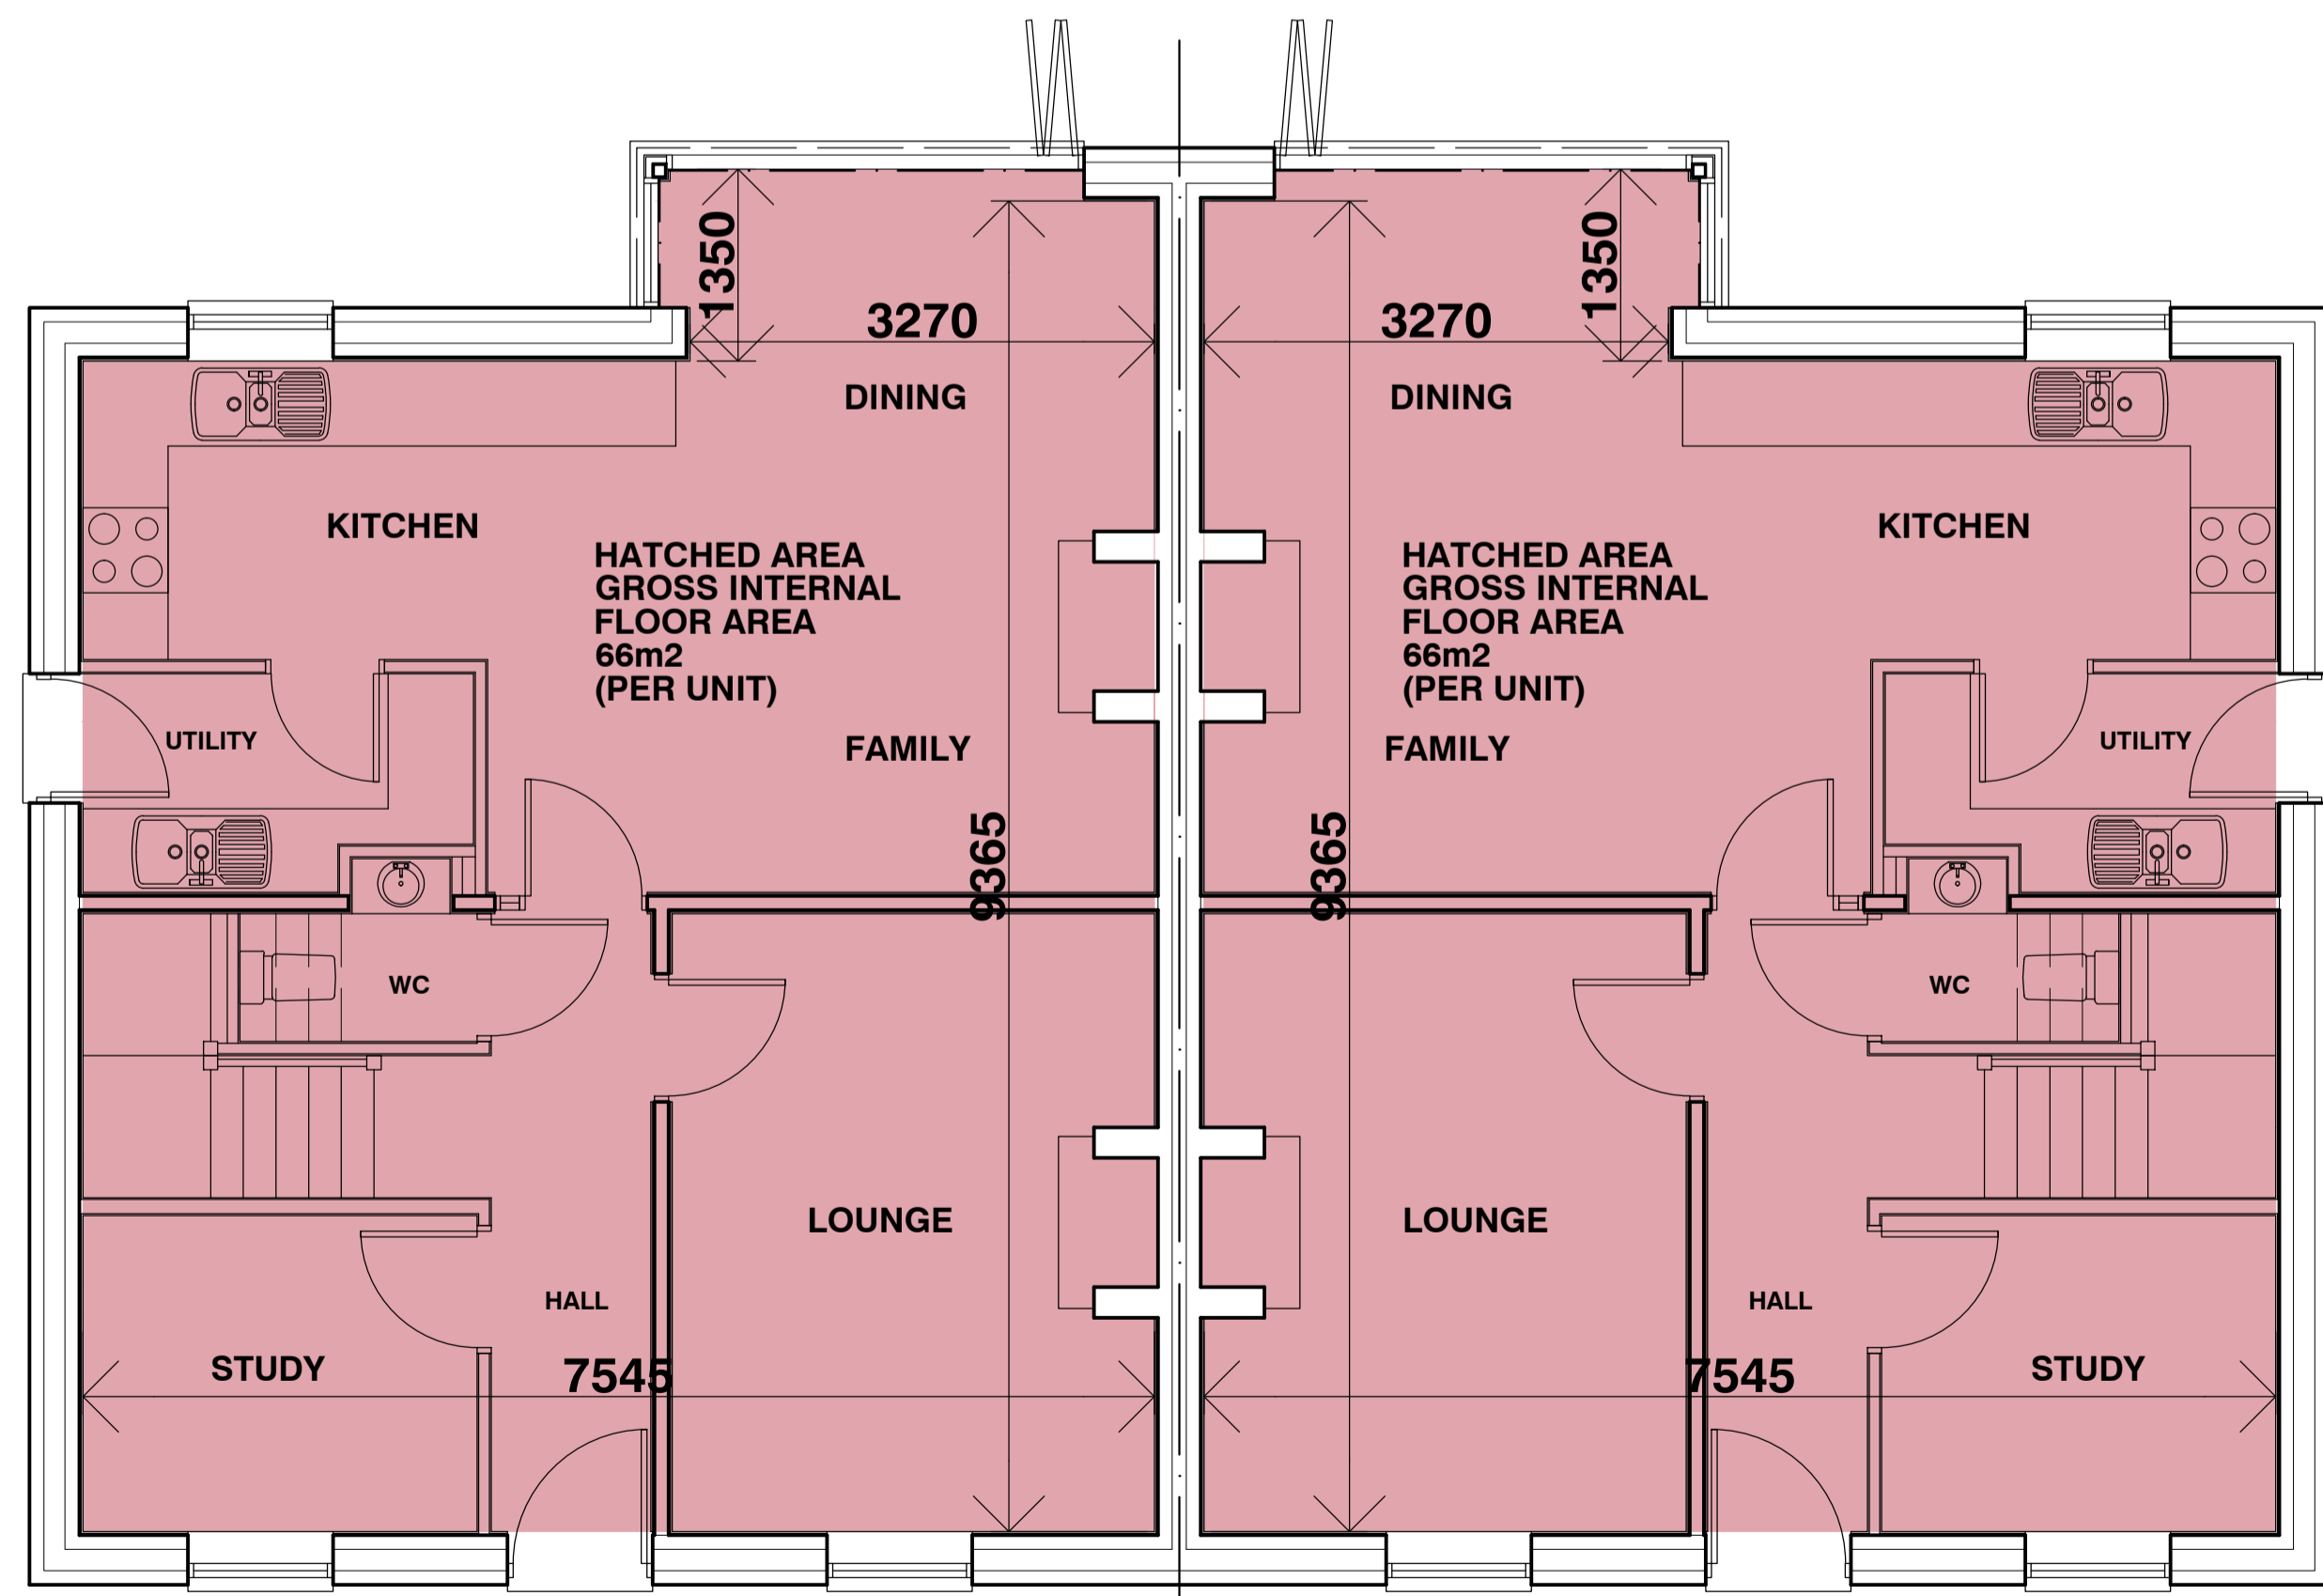 1350
1350
3270
3270
DINING
DINING
KITCHEN
KITCHEN
HATCHED AREA
GROSS INTERNAL
FLOOR AREA
66m2
(PER UNIT)
HATCHED AREA
GROSS INTERNAL
FLOOR AREA
66m2
(PER UNIT)
UTILITY
FAMILY
FAMILY
UTILITY
9365
9365
WC
WC
LOUNGE
LOUNGE
HALL
HALL
STUDY
7545
7545
STUDY